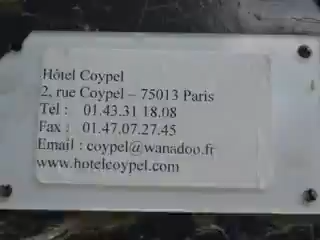 Hôtel Coypel
2, rue Coypel – 75013 Paris
Tel : 01.43.31 18.08
Fax : 01.47.07.27.45
Email : coypel@wanadoo.fr
www.hotelcoypel.com